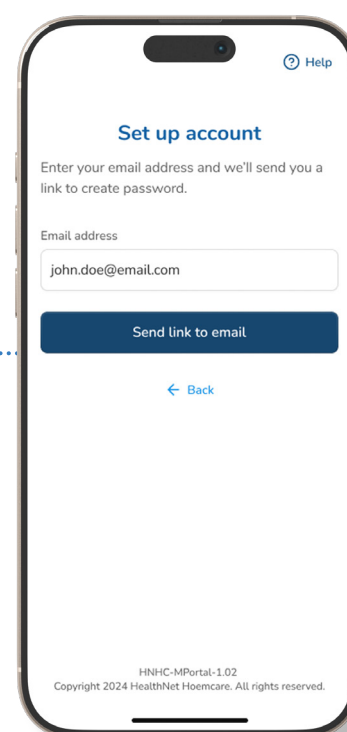 Help
Set up account
Enter your email address and we'll send you a
link to create password.
Email address
john.doe@email.com
Send link to email
← Back
HNHC-MPortal-1.02
Copyright 2024 HealthNet Hoemcare. All rights reserved.